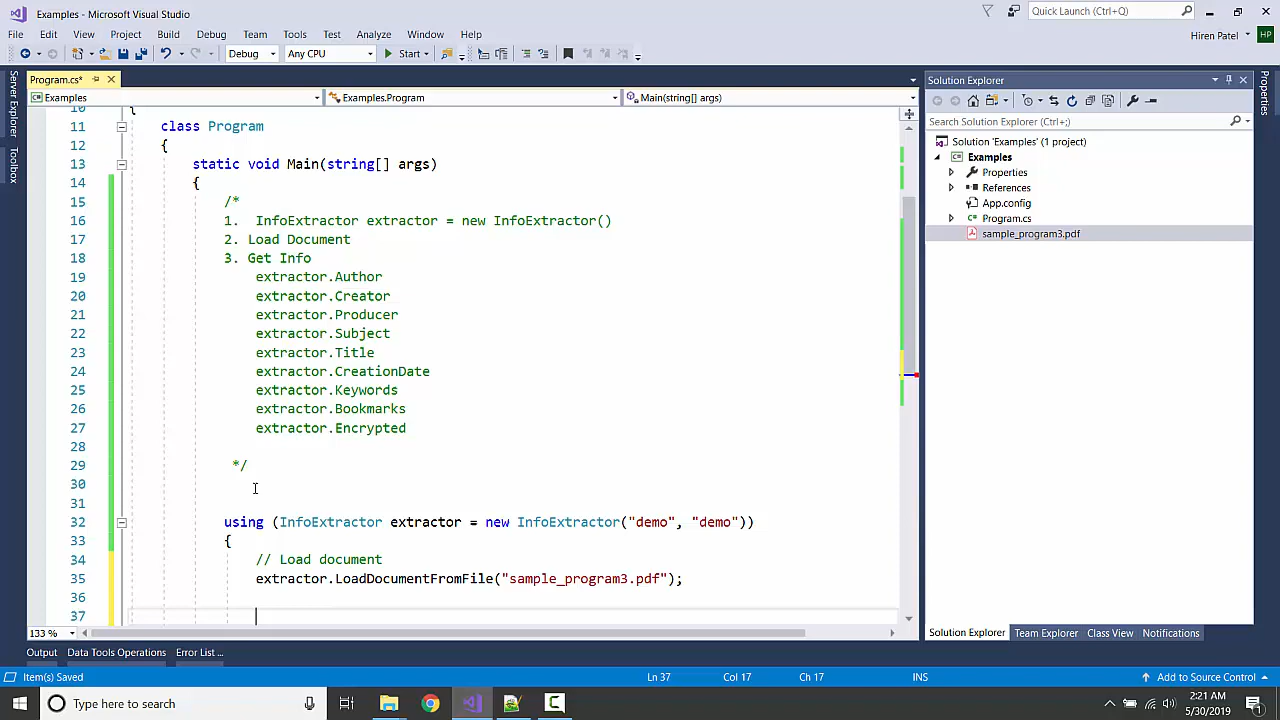 Examples - Microsoft Visual Studio
Quick Launch (Ctrl+Q)
File Edit View Project Build Debug Team Tools Test Analyze Window Help
Hiren Patel HP
Debug Any CPU Start
Server Explorer
Toolbox
Program.cs*
Examples Examples.Program Main(string[] args)
10 {
11 class Program
12 {
13 static void Main(string[] args)
14 {
15 /*
16 1. InfoExtractor extractor = new InfoExtractor()
17 2. Load Document
18 3. Get Info
19 extractor.Author
20 extractor.Creator
21 extractor.Producer
22 extractor.Subject
23 extractor.Title
24 extractor.CreationDate
25 extractor.Keywords
26 extractor.Bookmarks
27 extractor.Encrypted
28
29 */
30
31
32 using (InfoExtractor extractor = new InfoExtractor("demo", "demo"))
33 {
34 // Load document
35 extractor.LoadDocumentFromFile("sample_program3.pdf");
36
37
133 %
Solution Explorer
Search Solution Explorer (Ctrl+;)
Solution 'Examples' (1 project)
Examples
Properties
References
App.config
Program.cs
sample_program3.pdf
Solution Explorer Team Explorer Class View Notifications
Properties
Output Data Tools Operations Error List ...
Item(s) Saved Ln 37 Col 17 Ch 17 INS Add to Source Control
Type here to search
2:21 AM
5/30/2019
1